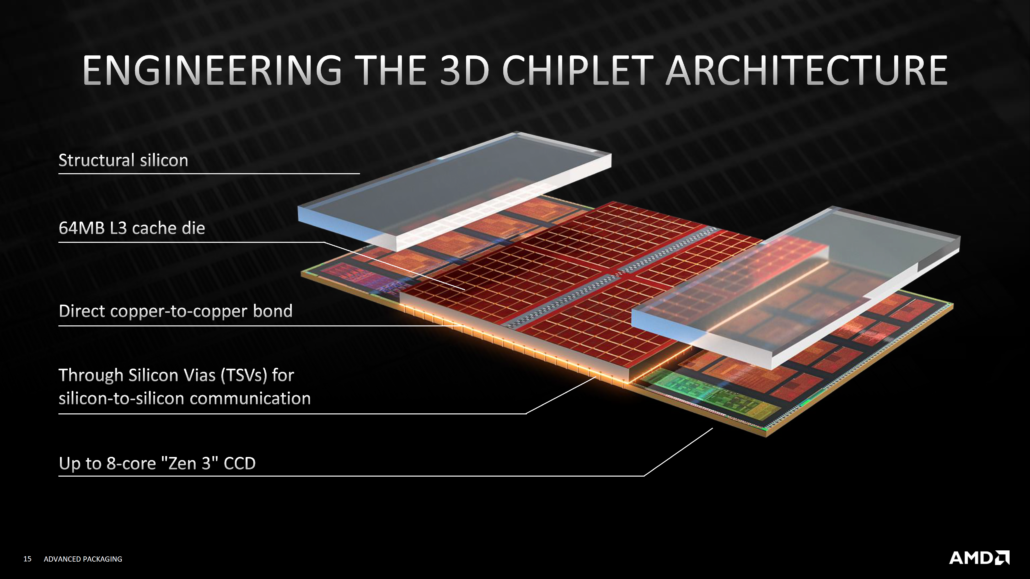 ENGINEERING THE 3D CHIPLET ARCHITECTURE
Structural silicon
64MB L3 cache die
Direct copper-to-copper bond
Through Silicon Vias (TSVs) for
silicon-to-silicon communication
Up to 8-core "Zen 3" CCD
15 ADVANCED PACKAGING
AMD